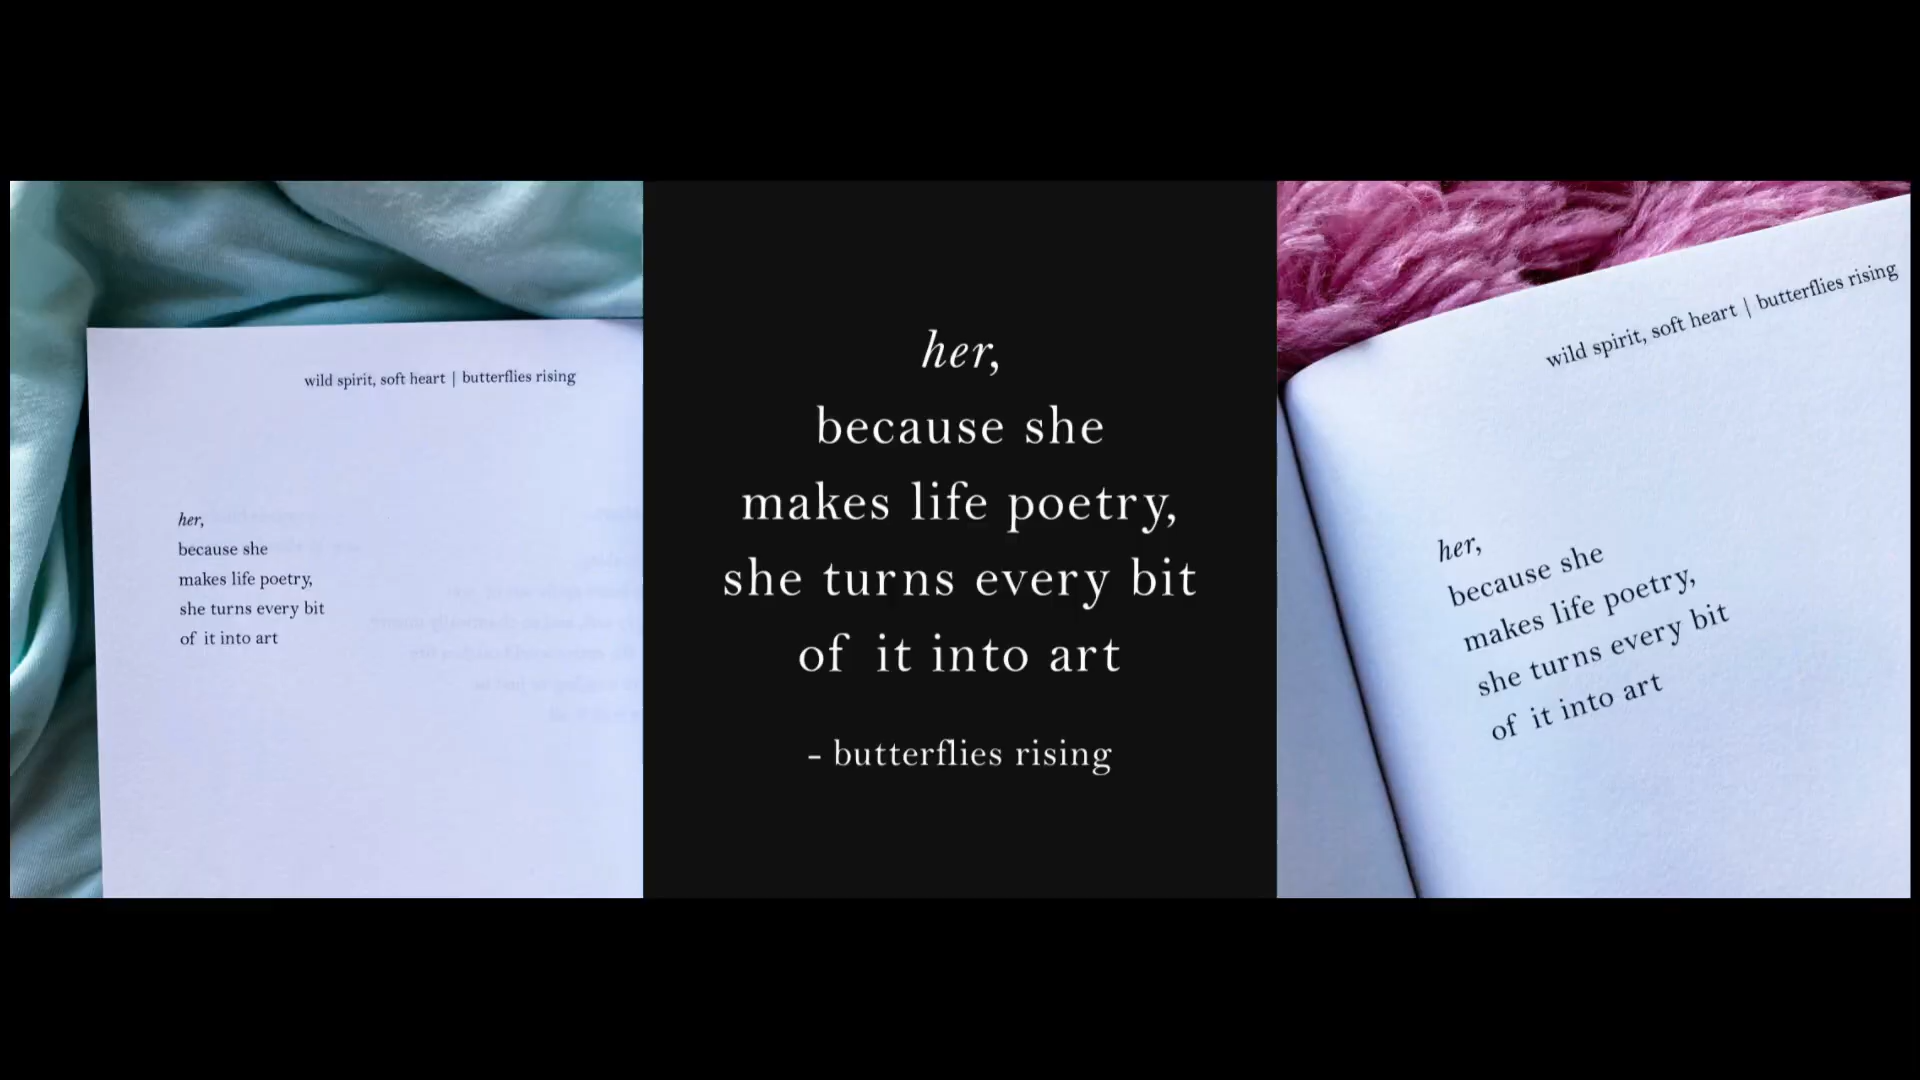 wild spirit, soft heart | butterflies rising
her,
because she
makes life poetry,
she turns every bit
of it into art
her,
because she
makes life poetry,
she turns every bit
of it into art
- butterflies rising
wild spirit, soft heart | butterflies rising
her,
because she
makes life poetry,
she turns every bit
of it into art